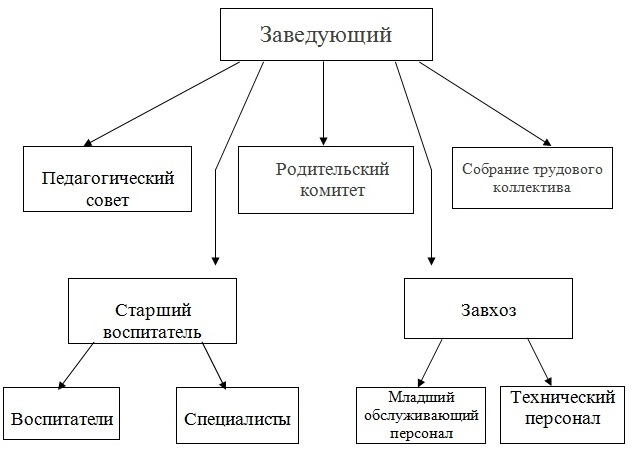 Заведующий
Педагогический
совет
Родительский
комитет
Собрание трудового
коллектива
Старший
воспитатель
Завхоз
Воспитатели
Специалисты
Младший
обслуживающий
персонал
Технический
персонал